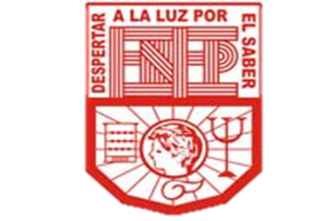 DESPERTAR
A LA LUZ POR
EL SABER
ENP